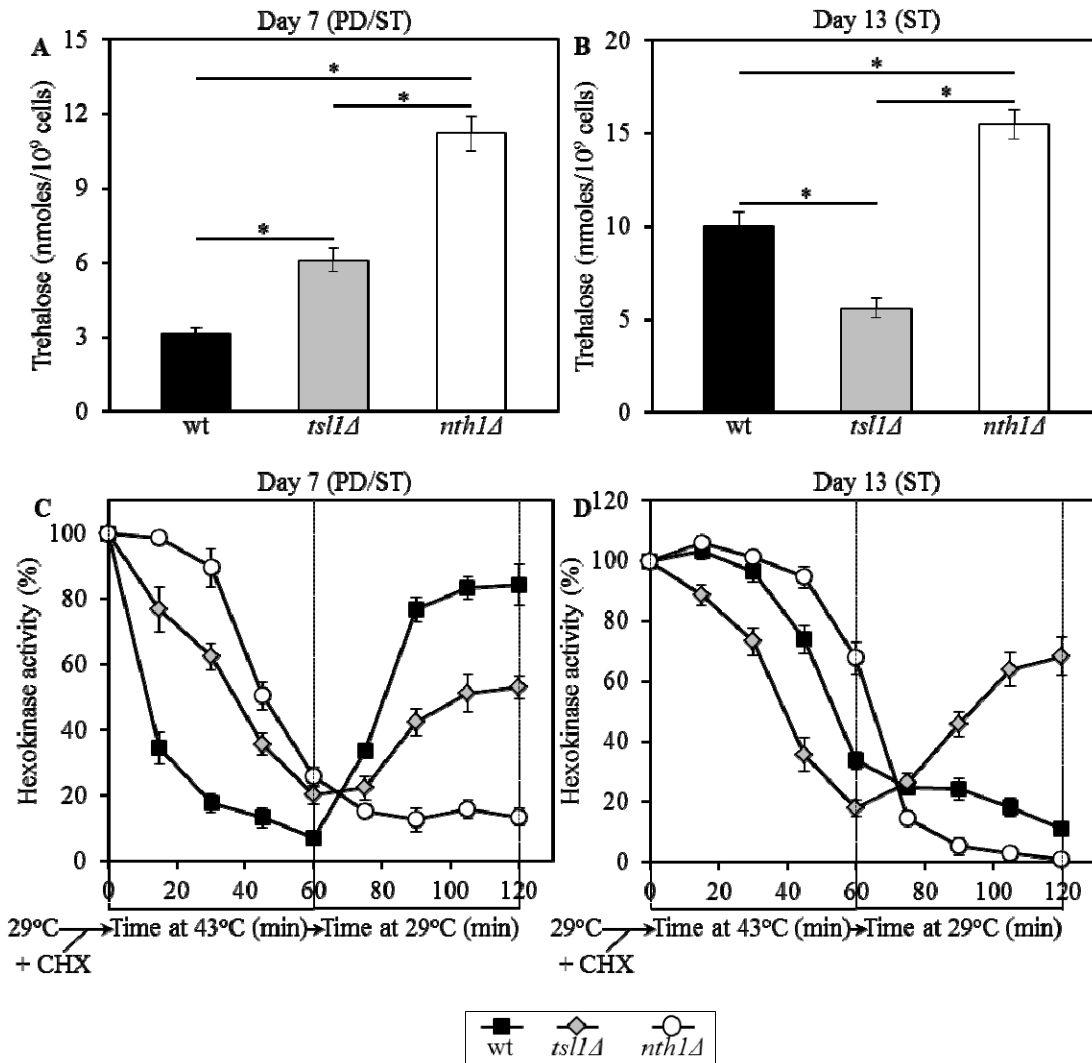 Day 7 (PD/ST)
A
Trehalose (nmoles/10⁹ cells)
15
12
9
6
3
0
*
*
*
wt
tsl1Δ
nth1Δ
Day 13 (ST)
B
Trehalose (nmoles/10⁹ cells)
20
15
10
5
0
*
*
*
wt
tsl1Δ
nth1Δ
Day 7 (PD/ST)
C
Hexokinase activity (%)
100
80
60
40
20
0
0 20 40 60 80 100 120
29°C
Time at 43°C (min)
Time at 29°C (min)
+ CHX
Day 13 (ST)
D
Hexokinase activity (%)
120
100
80
60
40
20
0
0 20 40 60 80 100 120
29°C
Time at 43°C (min)
Time at 29°C (min)
+ CHX
wt tsl1Δ nth1Δ